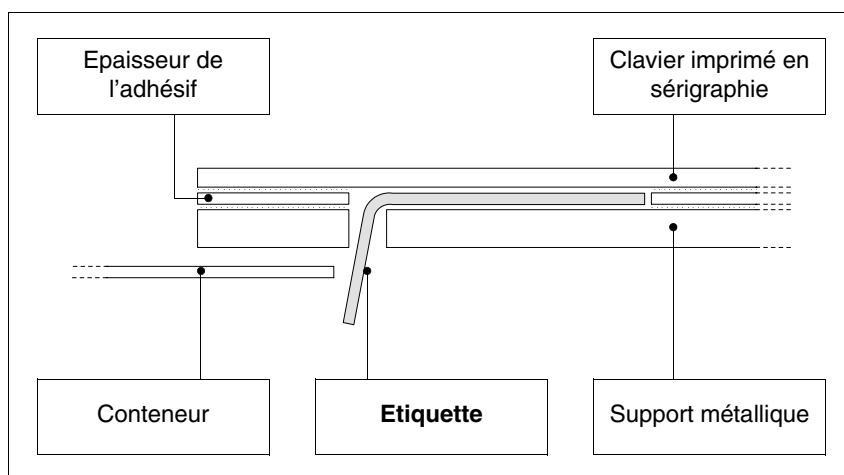 Epaisseur de
l’adhésif
Clavier imprimé en
sérigraphie
Conteneur
Etiquette
Support métallique